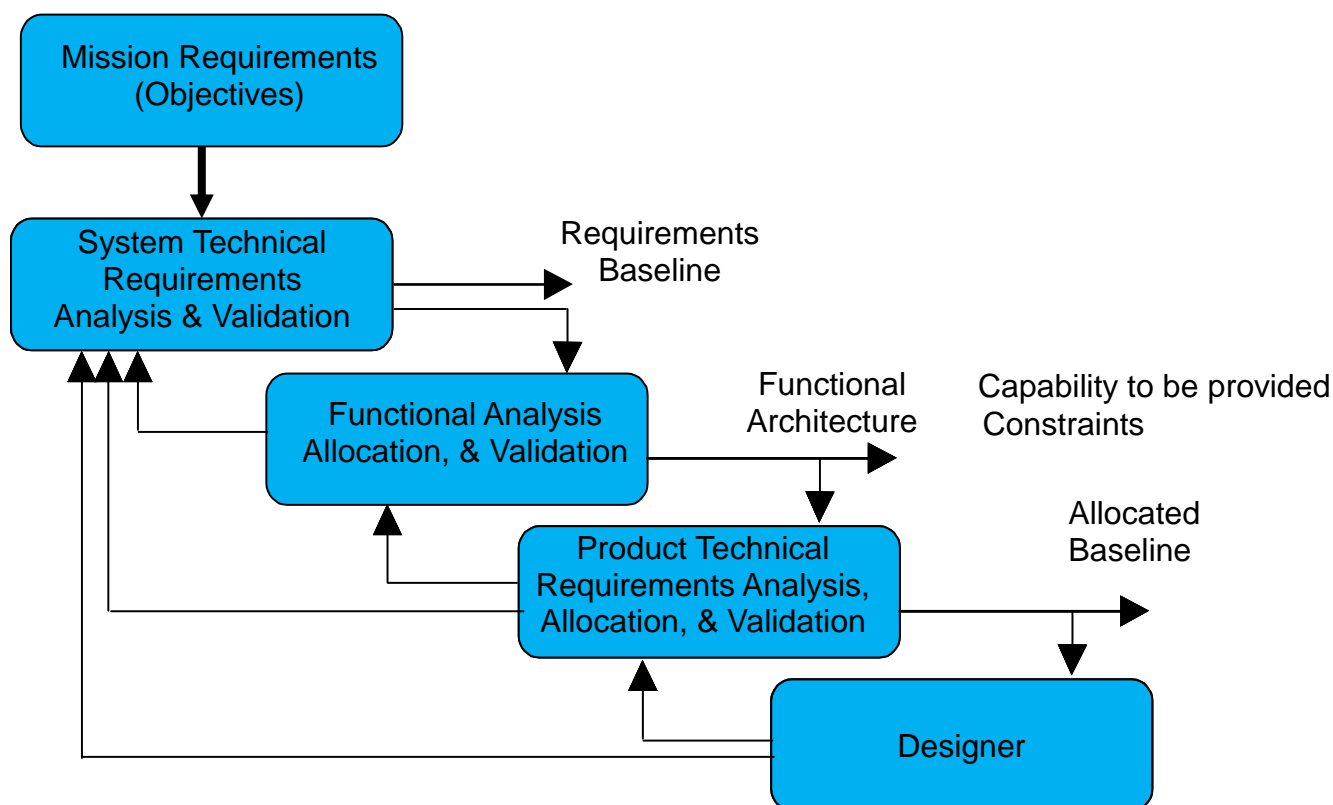 Mission Requirements
(Objectives)
System Technical
Requirements
Analysis & Validation
Requirements
Baseline
Functional Analysis
Allocation, & Validation
Functional
Architecture
Capability to be provided
Constraints
Product Technical
Requirements Analysis,
Allocation, & Validation
Allocated
Baseline
Designer